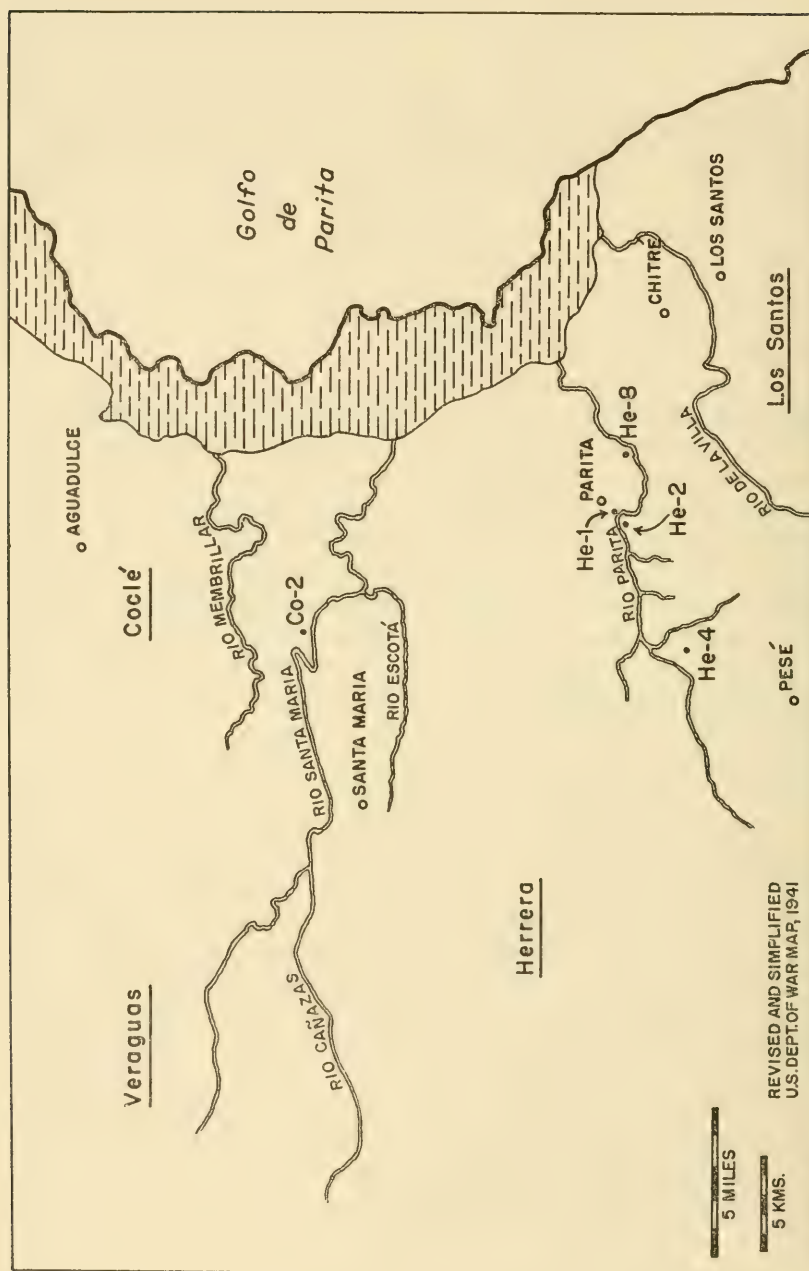 Golfo
de
Parita
AGUADULCE
Coclé
RIO MEMBRILLAR
Co-2
Veraguas
RIO SANTA MARIA
SANTA MARIA
RIO ESCOTÁ
RIO CAÑAZAS
Herrera
He-1
PARITA
He-8
RIO PARITA
He-2
He-4
PESÉ
CHITRE
LOS SANTOS
RIO DE LA VILLA
Los Santos
5 MILES
5 KMS.
REVISED AND SIMPLIFIED
U.S. DEPT. OF WAR MAP, 1941